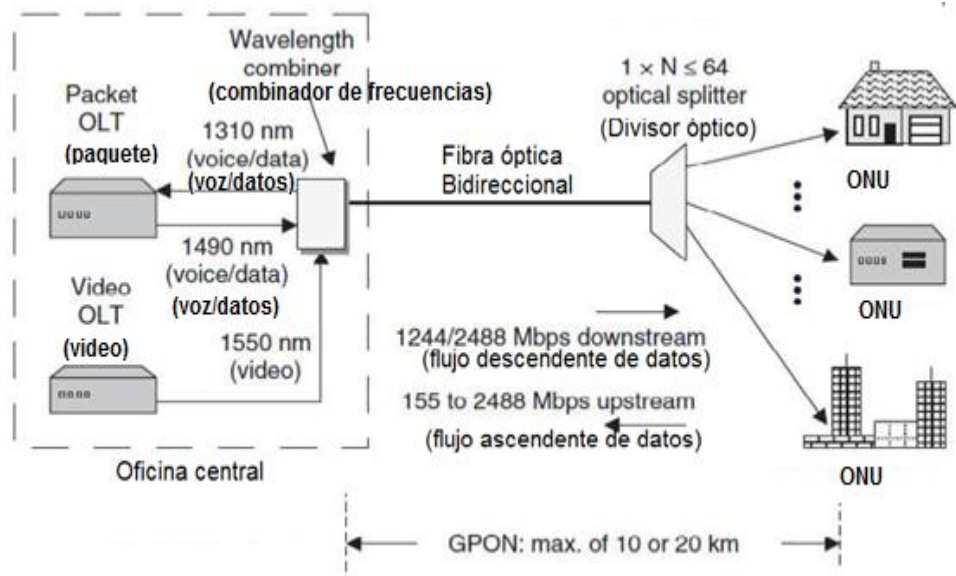 Wavelength
combiner
(combinador de frecuencias)
Packet
OLT
(paquete)
1310 nm
(voice/data)
(voz/datos)
1490 nm
(voice/data)
(voz/datos)
Video
OLT
(video)
1550 nm
(video)
Oficina central
Fibra óptica
Bidireccional
1 × N ≤ 64
optical splitter
(Divisor óptico)
ONU
ONU
ONU
1244/2488 Mbps downstream
(flujo descendente de datos)
155 to 2488 Mbps upstream
(flujo ascendente de datos)
GPON: max. of 10 or 20 km